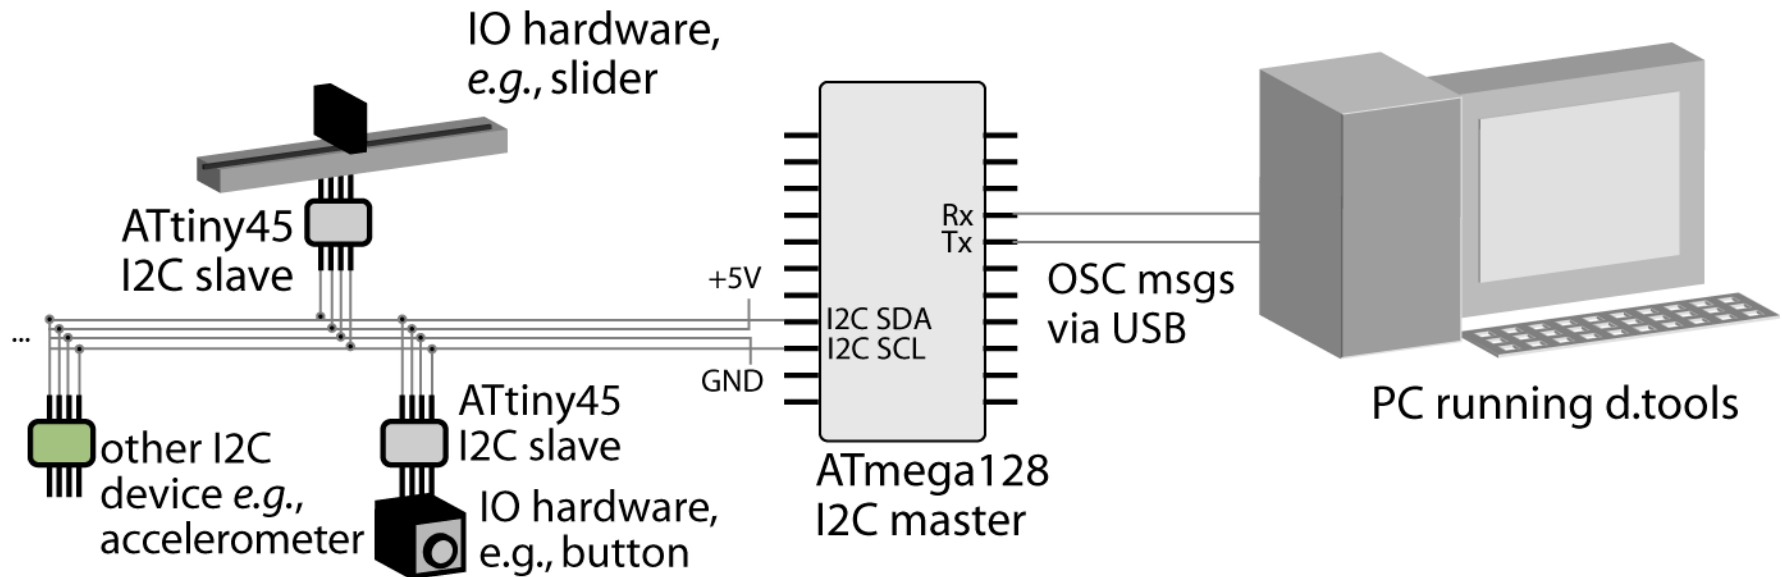 IO hardware,
e.g., slider
ATtiny45
I2C slave
+5V
GND
...
other I2C
device e.g.,
accelerometer
ATtiny45
I2C slave
IO hardware,
e.g., button
Rx
Tx
I2C SDA
I2C SCL
ATmega128
I2C master
OSC msgs
via USB
PC running d.tools